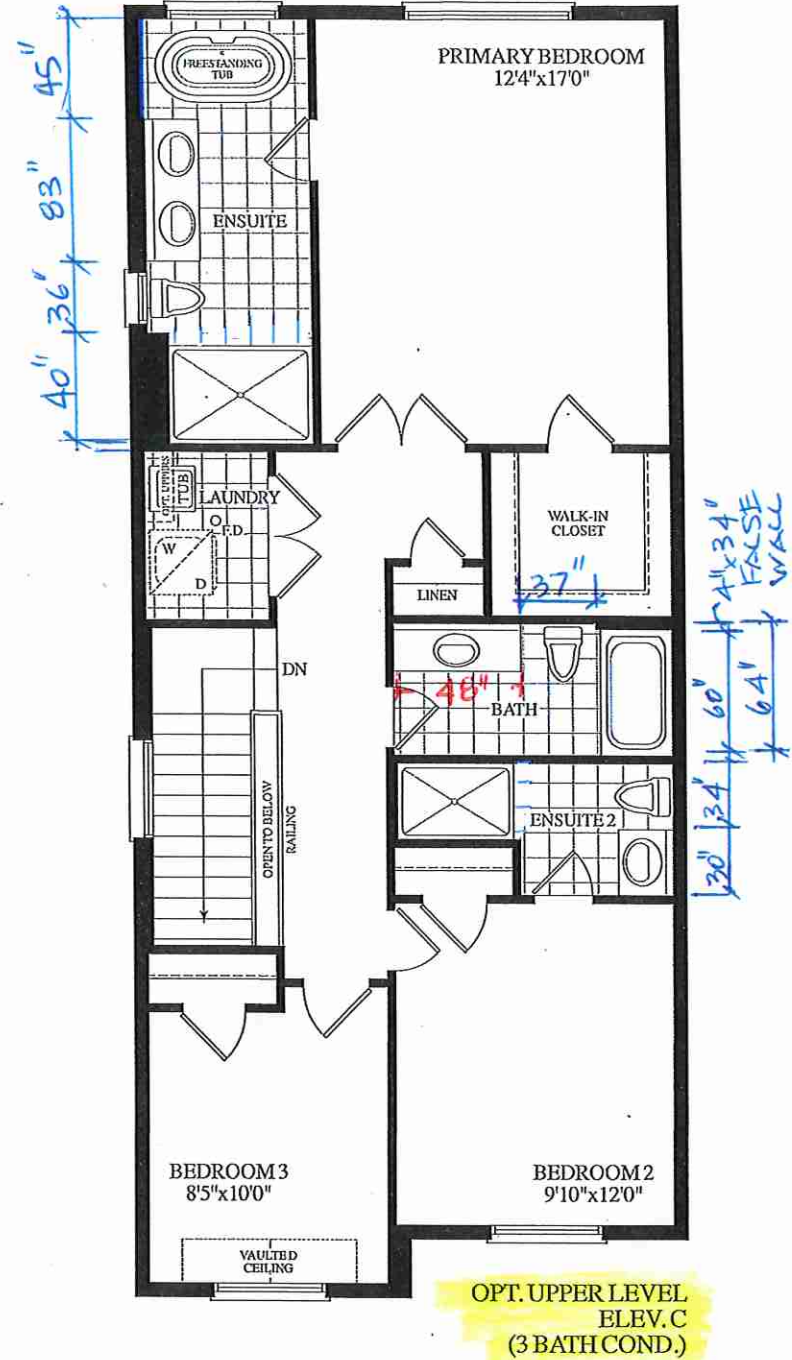 45"
83"
36"
40"
FREESTANDING
TUB
ENSUITE
PRIMARY BEDROOM
12'4"x17'0"
OPT. UPPERS
TUB
LAUNDRY
F.D.
W
D
LINEN
WALK-IN
CLOSET
37"
4"x34"
FALSE
WALL
60"
64"
34"
30"
48"
BATH
DN
OPEN TO BELOW
RAILING
ENSUITE 2
BEDROOM 3
8'5"x10'0"
BEDROOM 2
9'10"x12'0"
VAULTED
CEILING
OPT. UPPER LEVEL
ELEV. C
(3 BATH COND.)